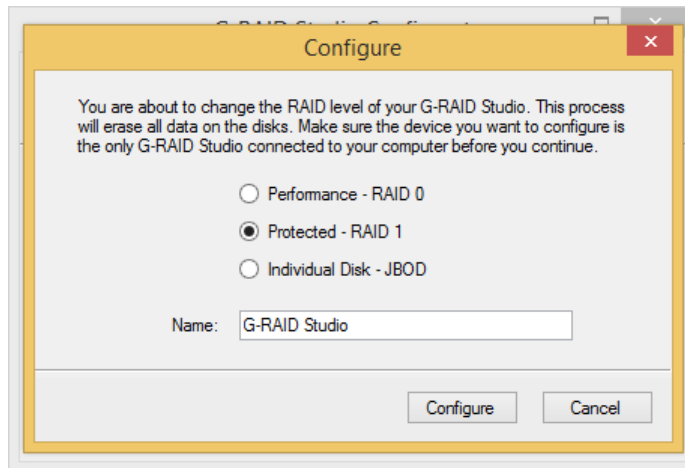 Configure
You are about to change the RAID level of your G-RAID Studio. This process
will erase all data on the disks. Make sure the device you want to configure is
the only G-RAID Studio connected to your computer before you continue.
Performance - RAID 0
Protected - RAID 1
Individual Disk - JBOD
Name: G-RAID Studio
Configure Cancel